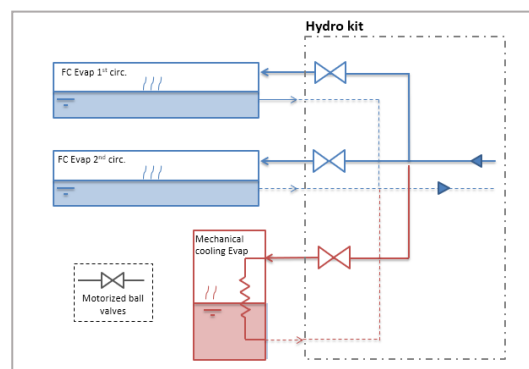 Hydro kit
FC Evap 1st circ.
FC Evap 2nd circ.
Mechanical
cooling Evap
Motorized ball
valves